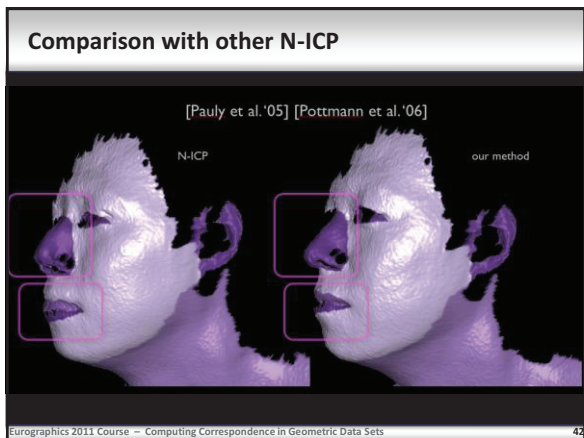 Comparison with other N-ICP
[Pauly et al.'05] [Pottmann et al.'06]
N-ICP
our method
Eurographics 2011 Course – Computing Correspondence in Geometric Data Sets
42